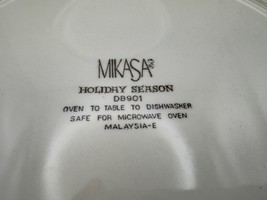 MIKASA
HOLIDAY SEASON
DB901
OVEN TO TABLE TO DISHWASHER
SAFE FOR MICROWAVE OVEN
MALAYSIA-E